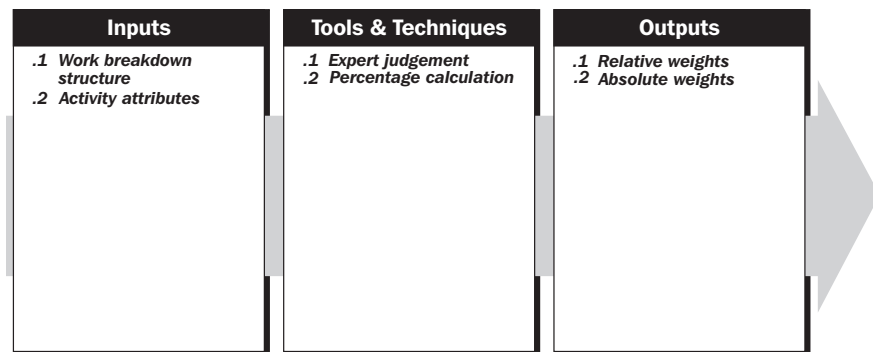 Inputs
.1 Work breakdown
structure
.2 Activity attributes
Tools & Techniques
.1 Expert judgement
.2 Percentage calculation
Outputs
.1 Relative weights
.2 Absolute weights